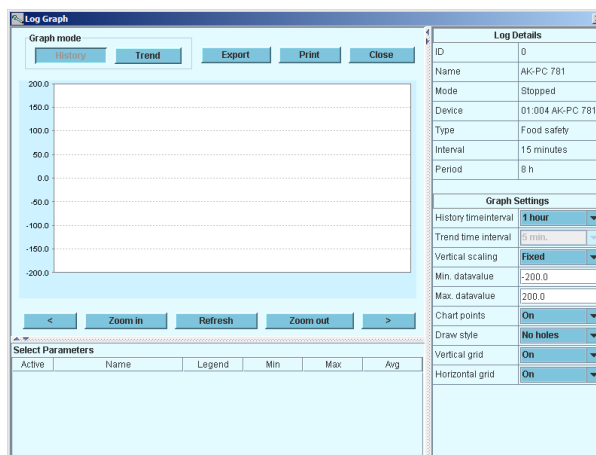 Log Graph
Graph mode
History Trend Export Print Close
200.0
150.0
100.0
50.0
0.0
-50.0
-100.0
-150.0
-200.0
< Zoom in Refresh Zoom out >
Select Parameters
Active Name Legend Min Max Avg
Log Details
ID 0
Name AK-PC 781
Mode Stopped
Device 01:004 AK-PC 781
Type Food safety
Interval 15 minutes
Period 8 h
Graph Settings
History timeinterval 1 hour
Trend time interval 5 min.
Vertical scaling Fixed
Min. datavalue -200.0
Max. datavalue 200.0
Chart points On
Draw style No holes
Vertical grid On
Horizontal grid On